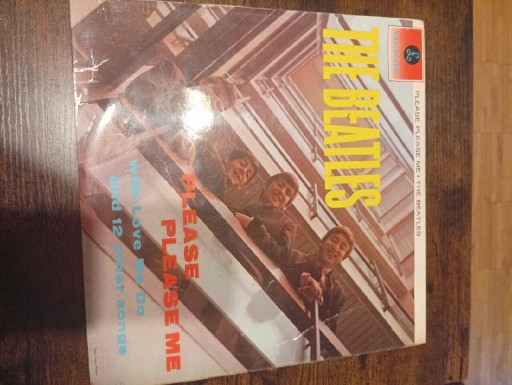 PLEASE PLEASE ME • THE BEATLES
THE BEATLES
PLEASE
PLEASE ME
with Love Me Do
and 12 other songs